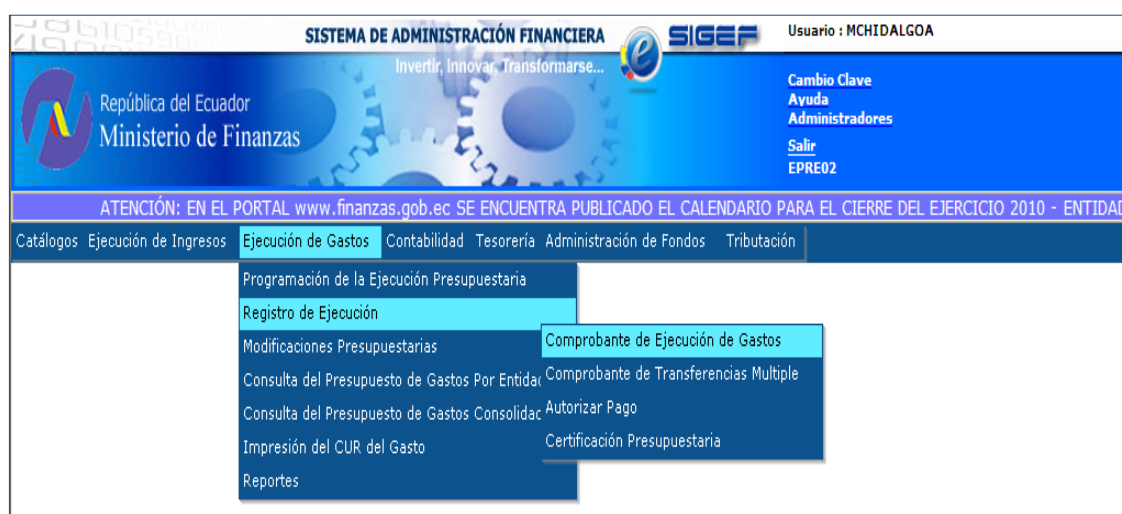 SISTEMA DE ADMINISTRACIÓN FINANCIERA
e SIGEF
Usuario : MCHIDALGOA
Invertir, Innovar, Transformarse...
República del Ecuador
Ministerio de Finanzas
Cambio Clave
Ayuda
Administradores
Salir
EPRE02
ATENCIÓN: EN EL PORTAL www.finanzas.gob.ec SE ENCUENTRA PUBLICADO EL CALENDARIO PARA EL CIERRE DEL EJERCICIO 2010 - ENTIDAD
Catálogos Ejecución de Ingresos Ejecución de Gastos Contabilidad Tesorería Administración de Fondos Tributación
Programación de la Ejecución Presupuestaria
Registro de Ejecución
Modificaciones Presupuestarias
Consulta del Presupuesto de Gastos Por Entidad
Consulta del Presupuesto de Gastos Consolidac
Impresión del CUR del Gasto
Reportes
Comprobante de Ejecución de Gastos
Comprobante de Transferencias Multiple
Autorizar Pago
Certificación Presupuestaria